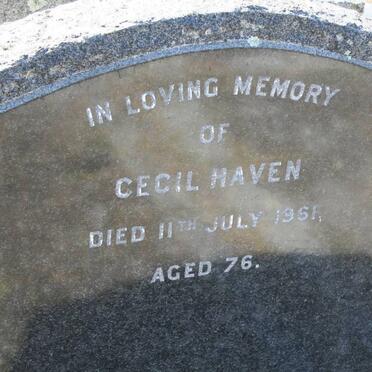 IN LOVING MEMORY
OF
CECIL HAVEN
DIED 11TH JULY 1961,
AGED 76.